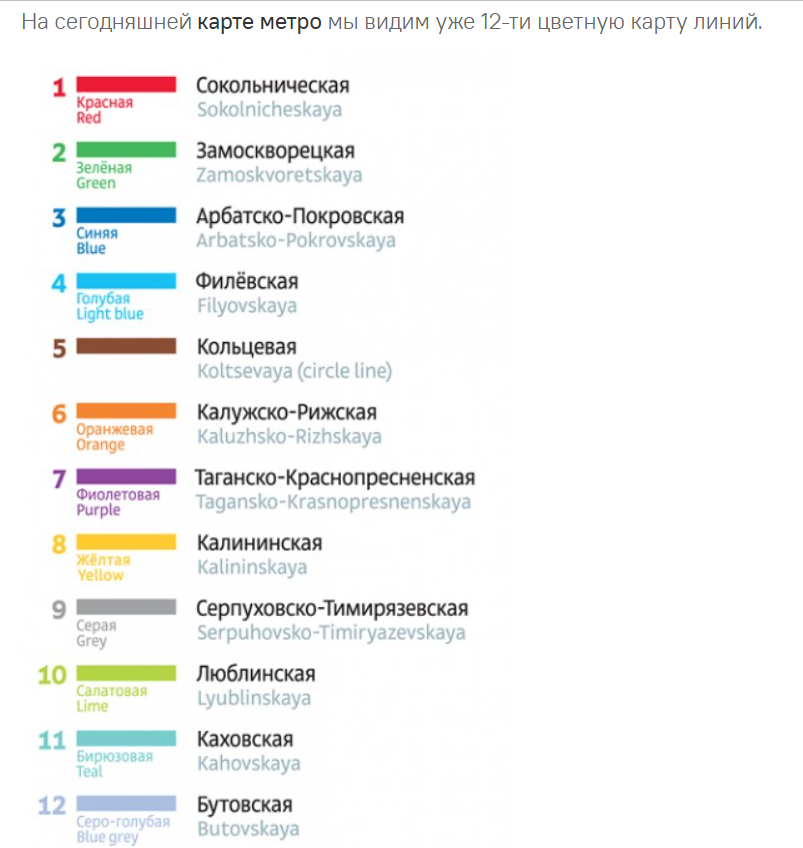 На сегодняшней карте метро мы видим уже 12-ти цветную карту линий.
1 Сокольническая
Красная Sokolnicheskaya
Red
2 Замоскворецкая
Зелёная Zamoskvoretskaya
Green
3 Арбатско-Покровская
Синяя Arbatsko-Pokrovskaya
Blue
4 Филёвская
Голубая Filyovskaya
Light blue
5 Кольцевая
Koltsevaya (circle line)
6 Калужско-Рижская
Оранжевая Kaluzhsko-Rizhskaya
Orange
7 Таганско-Краснопресненская
Фиолетовая Tagansko-Krasnopresnenskaya
Purple
8 Калининская
Жёлтая Kalininskaya
Yellow
9 Серпуховско-Тимирязевская
Серая Serpuhovsko-Timiryazevskaya
Grey
10 Люблинская
Салатовая Lyublinskaya
Lime
11 Каховская
Бирюзовая Kahovskaya
Teal
12 Бутовская
Серо-голубая Butovskaya
Blue grey